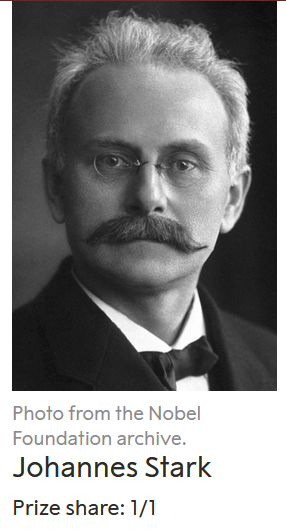 Photo from the Nobel
Foundation archive.
Johannes Stark
Prize share: 1/1